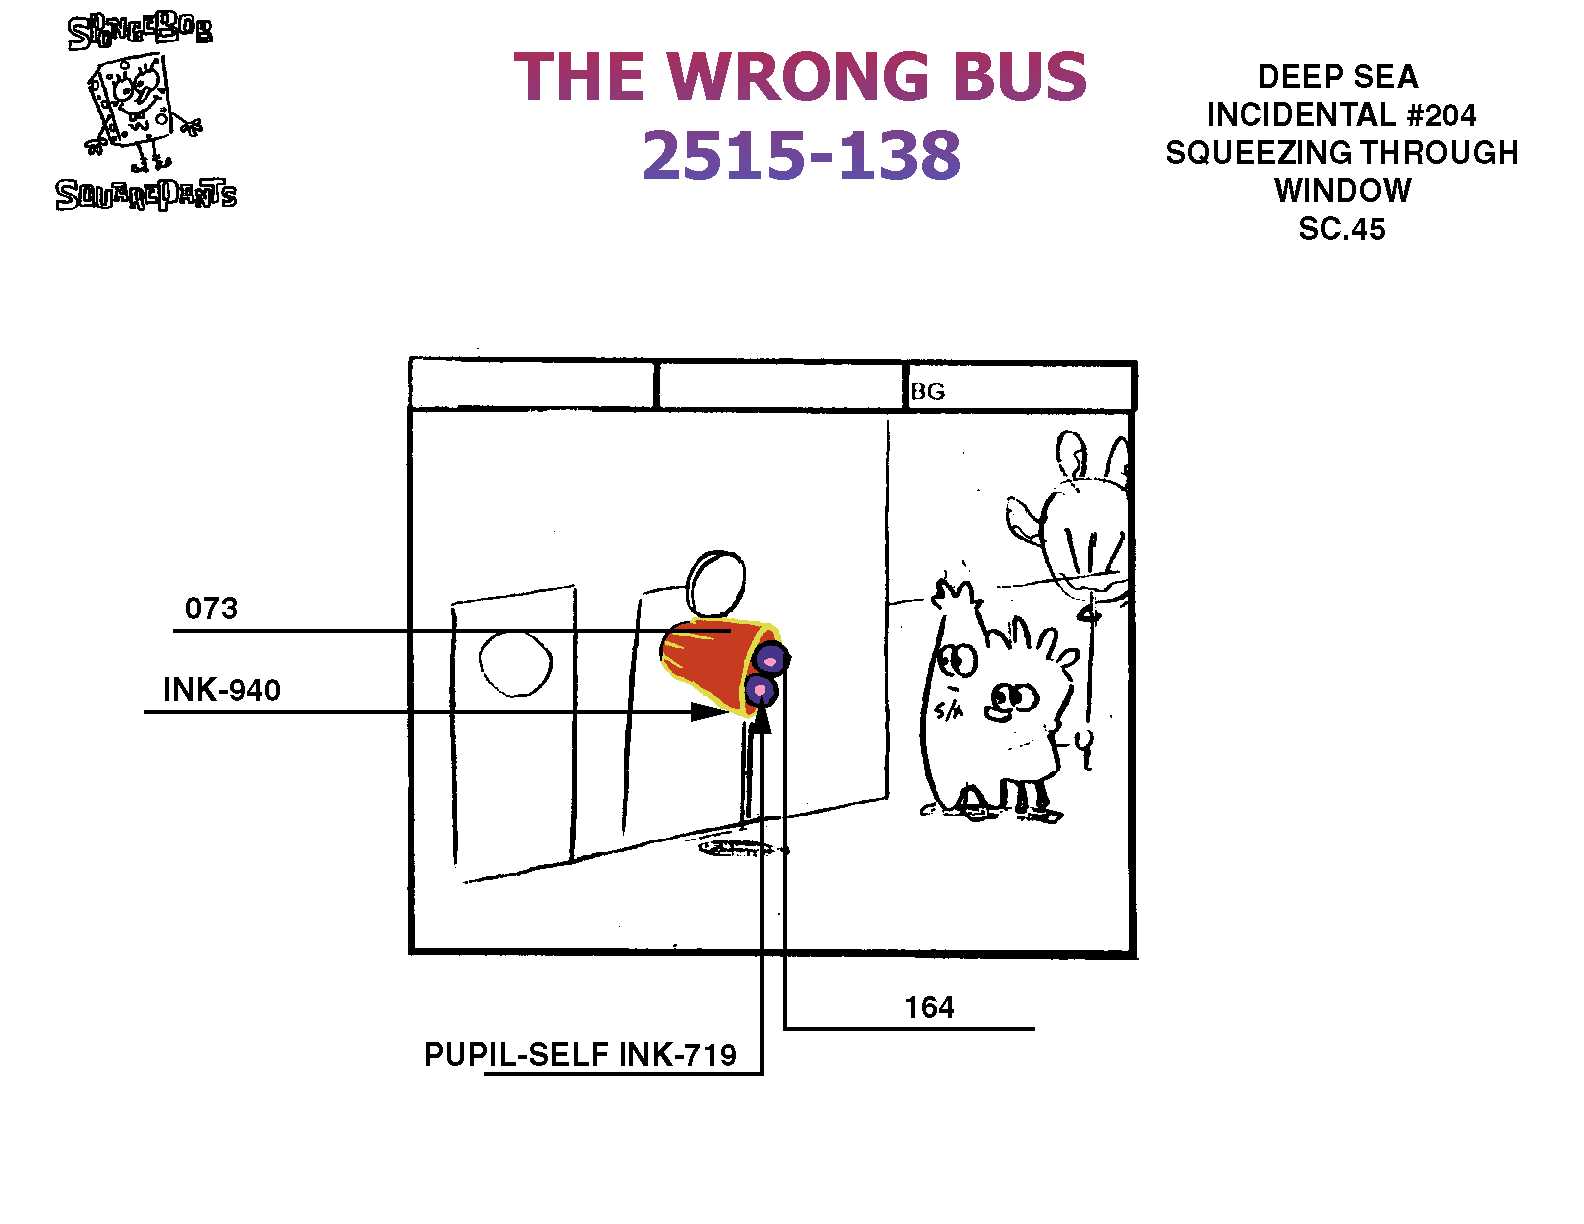 SPONGEBOB
SQUAREPANTS
THE WRONG BUS
2515-138
DEEP SEA
INCIDENTAL #204
SQUEEZING THROUGH
WINDOW
SC.45
BG
073
INK-940
S/A
164
PUPIL-SELF INK-719